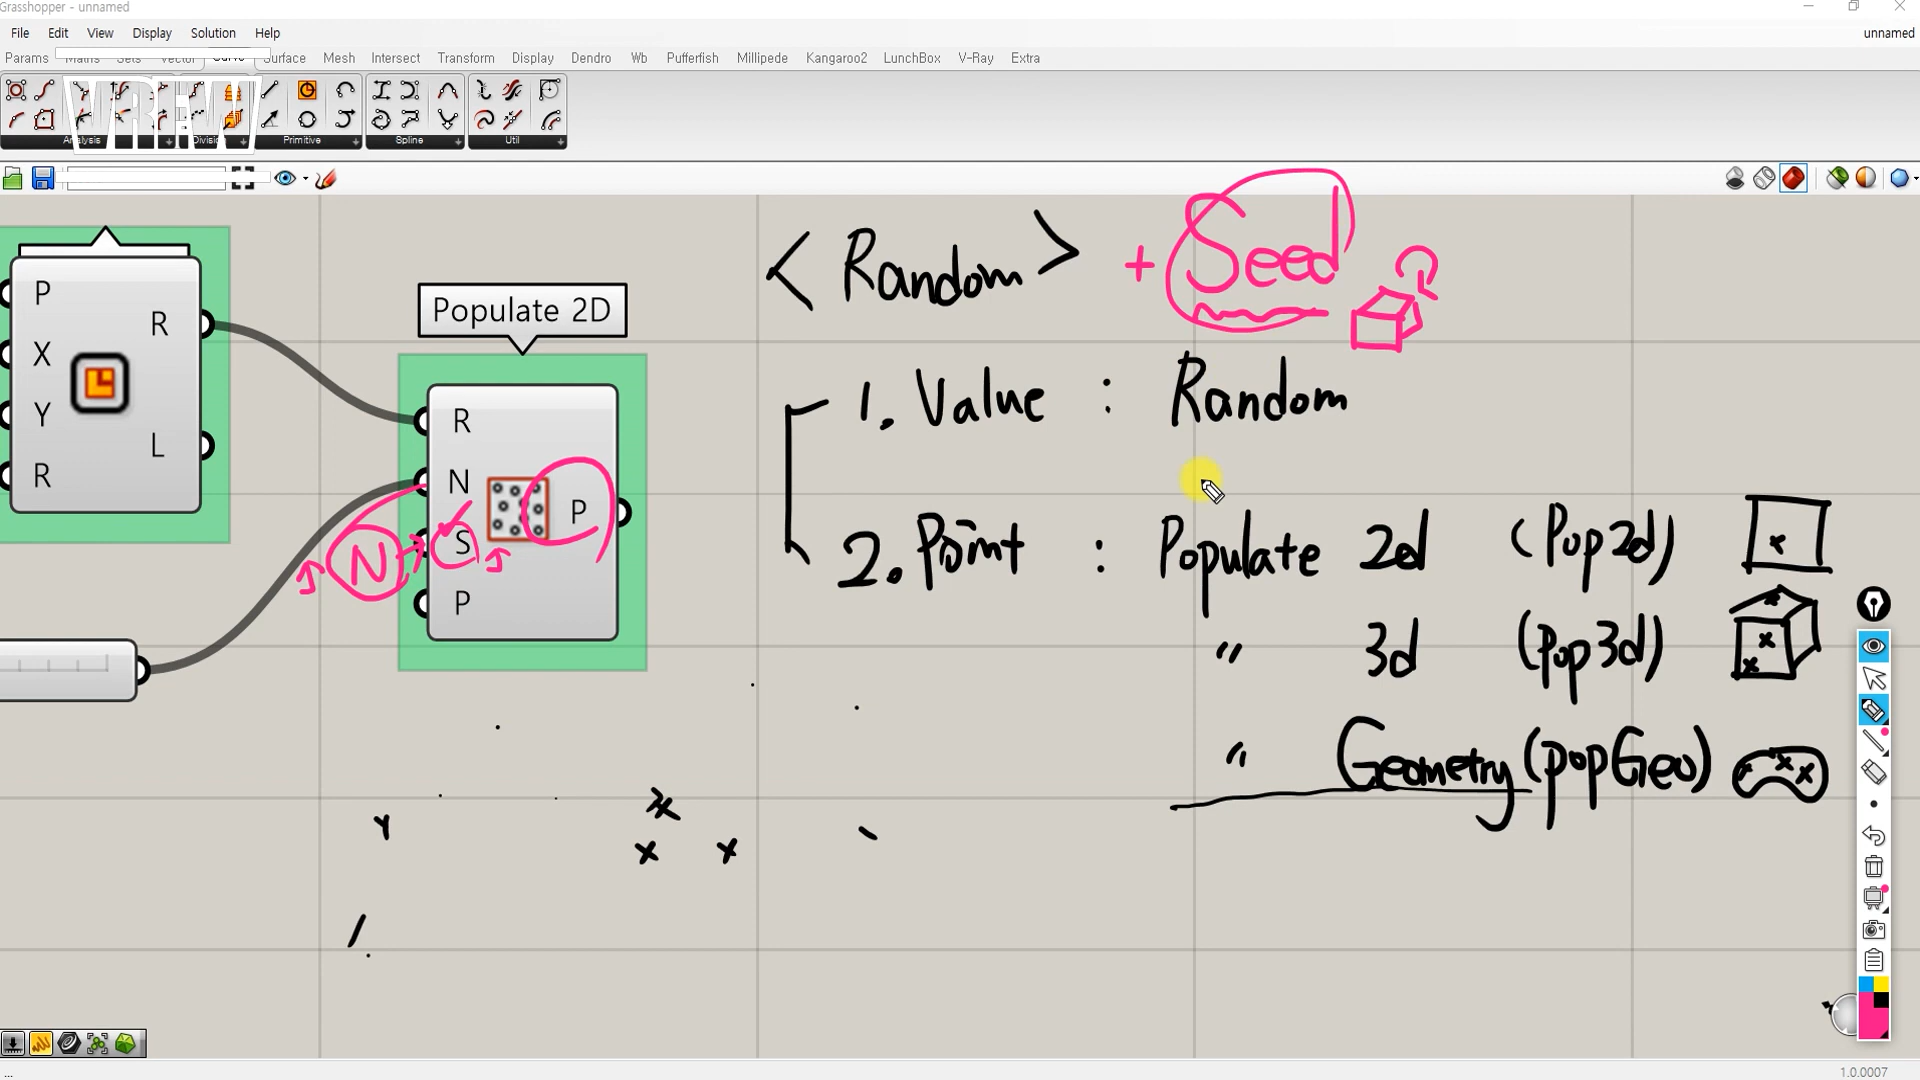 Grasshopper - unnamed
File Edit View Display Solution Help
unnamed
Params Maths Sets Vector Curve Surface Mesh Intersect Transform Display Dendro Wb Pufferfish Millipede Kangaroo2 LunchBox V-Ray Extra
VREW
Analysis Division Primitive Spline Util
< Random > + Seed
P
X
Y
R
R
L
Populate 2D
R
N
S
P
P
N
1. Value : Random
2. Point : Populate 2d (Pop2d)
" 3d (Pop3d)
" Geometry (popGeo)
...
1.0.0007